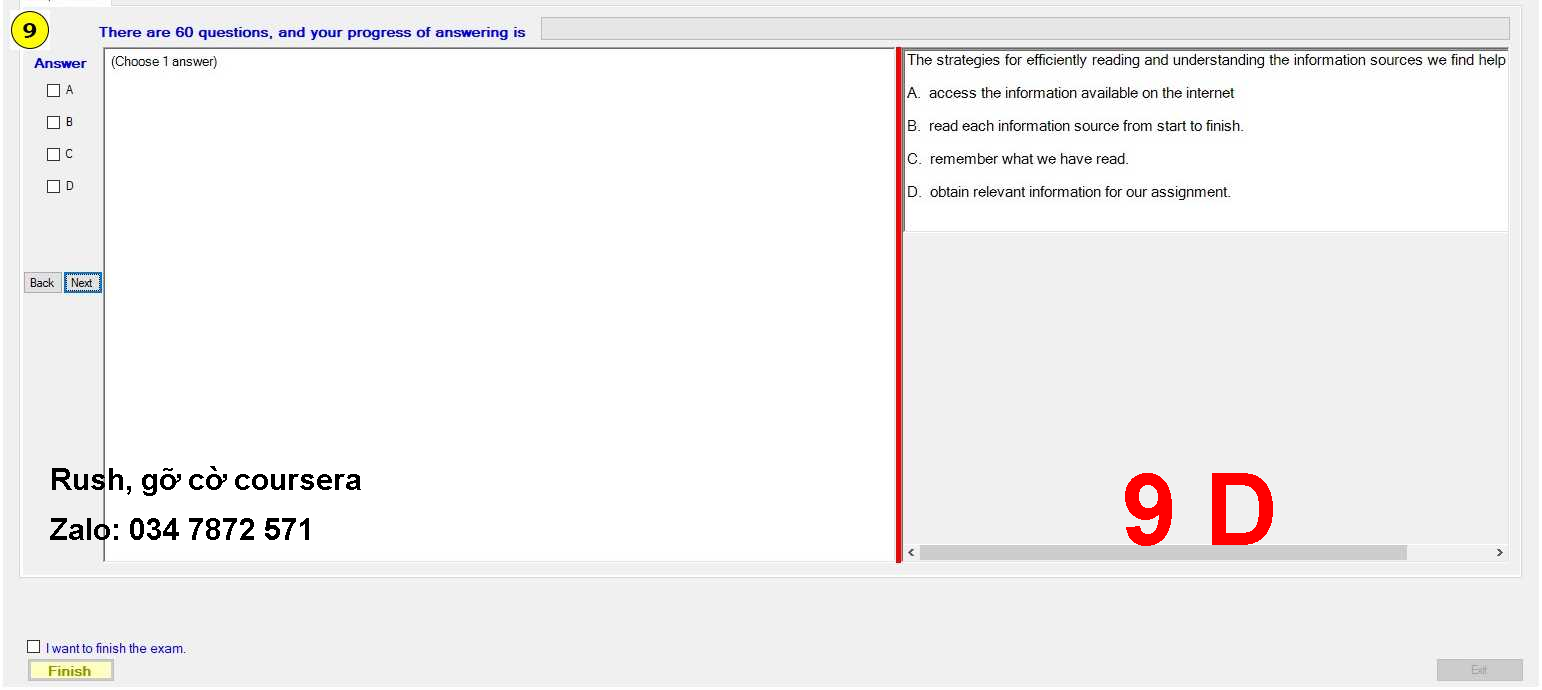 9
There are 60 questions, and your progress of answering is
Answer
(Choose 1 answer)
A
B
C
D
Back
Next
The strategies for efficiently reading and understanding the information sources we find help
A. access the information available on the internet
B. read each information source from start to finish.
C. remember what we have read.
D. obtain relevant information for our assignment.
Rush, gỡ cờ coursera
Zalo: 034 7872 571
9 D
I want to finish the exam.
Finish
Exit